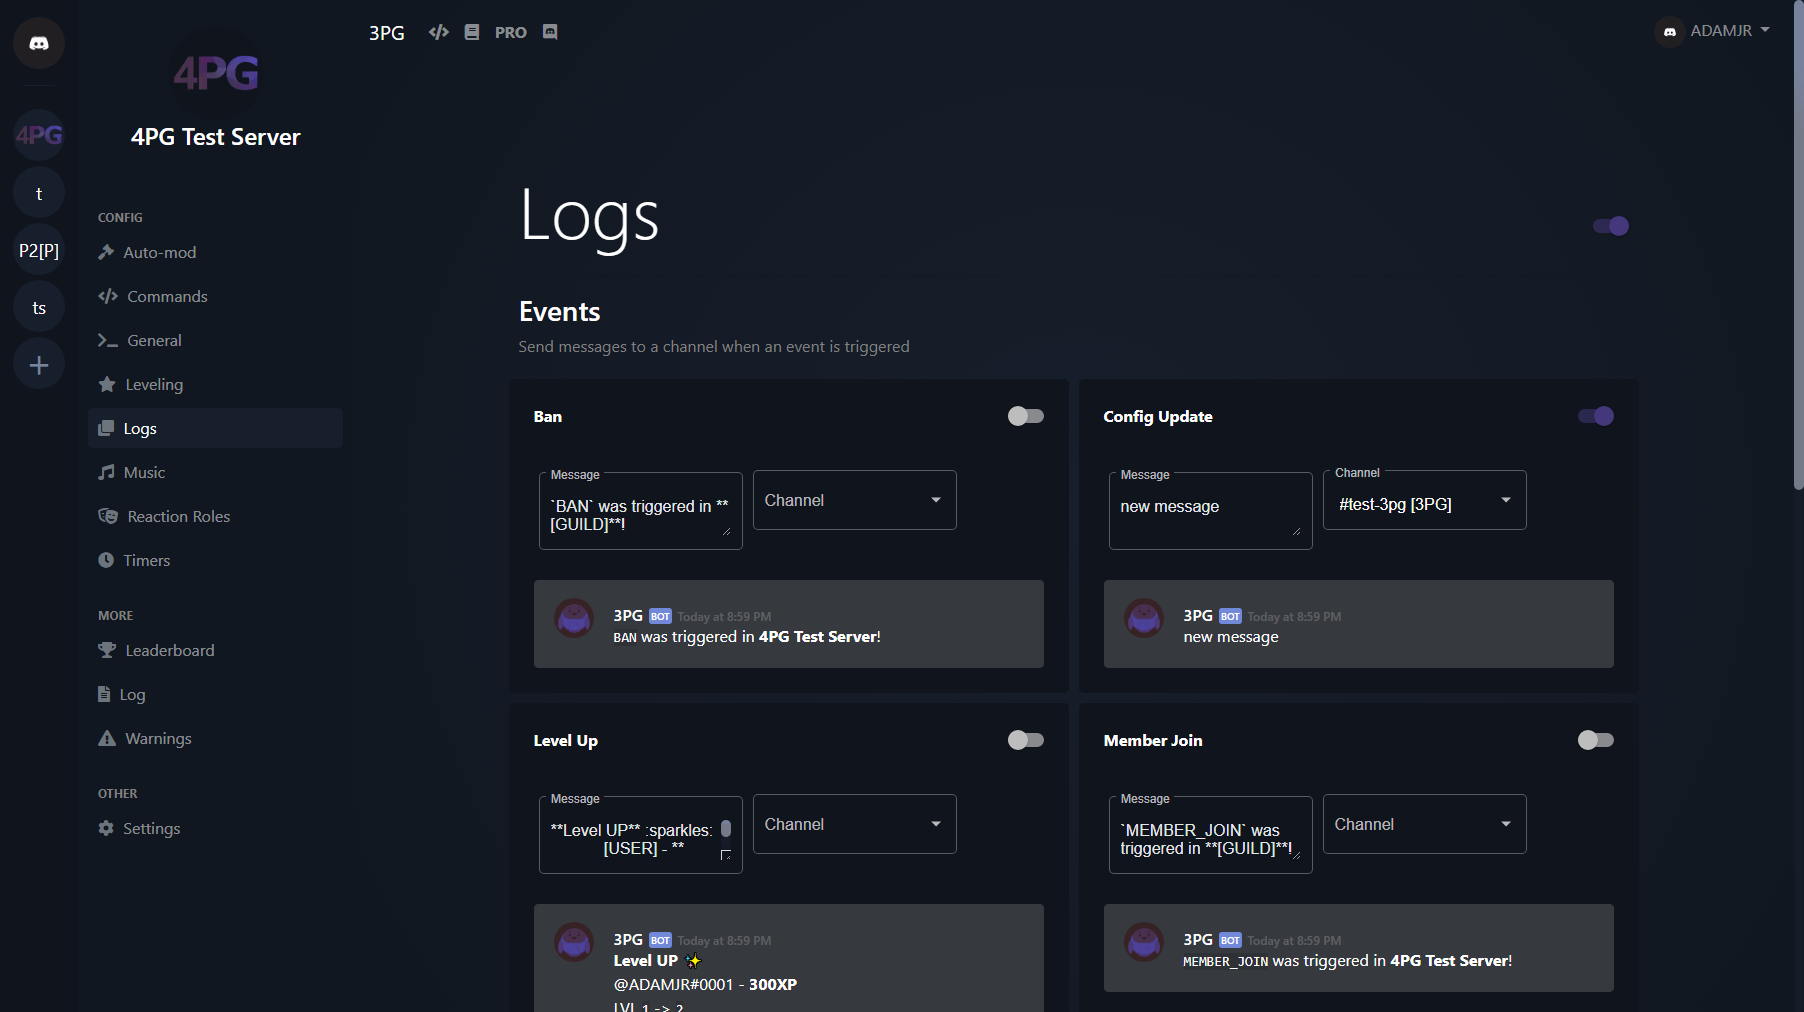 3PG
PRO
ADAMJR
4PG
4PG Test Server
4PG
t
P2[P]
ts
CONFIG
Auto-mod
Commands
General
Leveling
Logs
Music
Reaction Roles
Timers
MORE
Leaderboard
Log
Warnings
OTHER
Settings
Logs
Events
Send messages to a channel when an event is triggered
Ban
Message
`BAN` was triggered in **
[GUILD]**!
Channel
3PG BOT Today at 8:59 PM
BAN was triggered in 4PG Test Server!
Config Update
Message
new message
Channel
#test-3pg [3PG]
3PG BOT Today at 8:59 PM
new message
Level Up
Message
**Level UP** :sparkles:
[USER] - **
Channel
3PG BOT Today at 8:59 PM
Level UP ✨
@ADAMJR#0001 - 300XP
LVL 1 -> 2
Member Join
Message
`MEMBER_JOIN` was
triggered in **[GUILD]**!
Channel
3PG BOT Today at 8:59 PM
MEMBER_JOIN was triggered in 4PG Test Server!